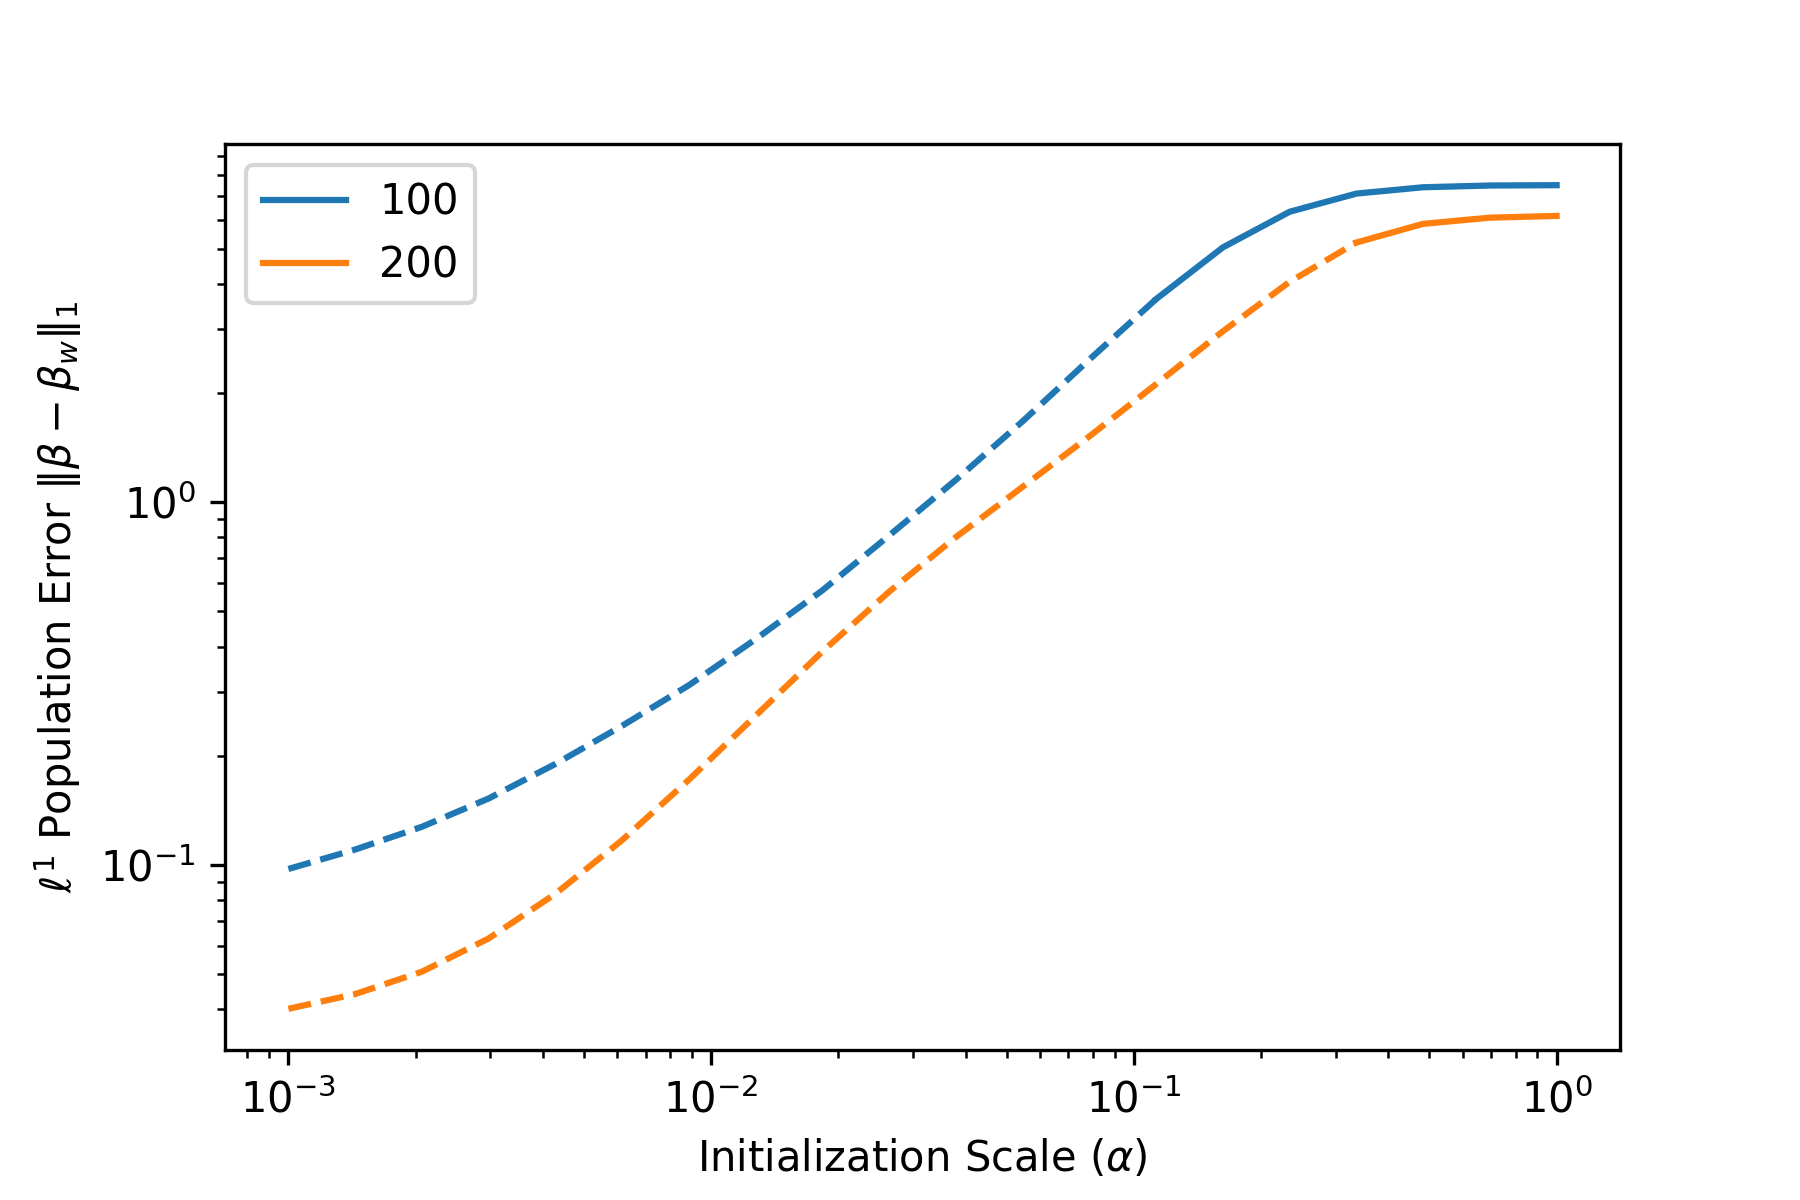 100
200
ℓ¹ Population Error ‖β − β_w‖₁
10⁰
10⁻¹
10⁻³ 10⁻² 10⁻¹ 10⁰
Initialization Scale (α)